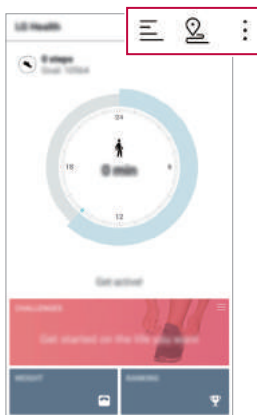 LG Health
0 steps
Goal: 10564
24
18
6
0 min
12
Get active!
CHALLENGES
Get started on the life you want
WEIGHT
RANKING